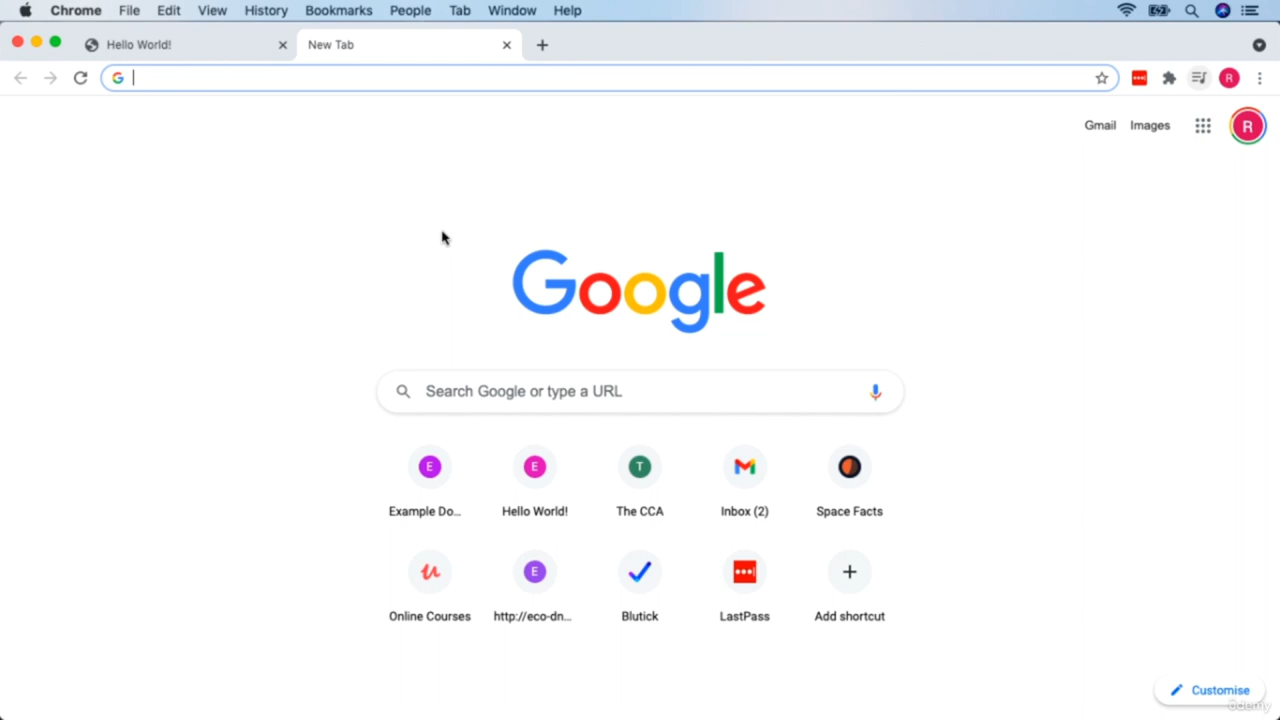 Chrome File Edit View History Bookmarks People Tab Window Help
Hello World! New Tab
R
Gmail Images R
Google
Search Google or type a URL
E E T
Example Do... Hello World! The CCA Inbox (2) Space Facts
E
Online Courses http://eco-dn... Blutick LastPass Add shortcut
Customise
ûdemy